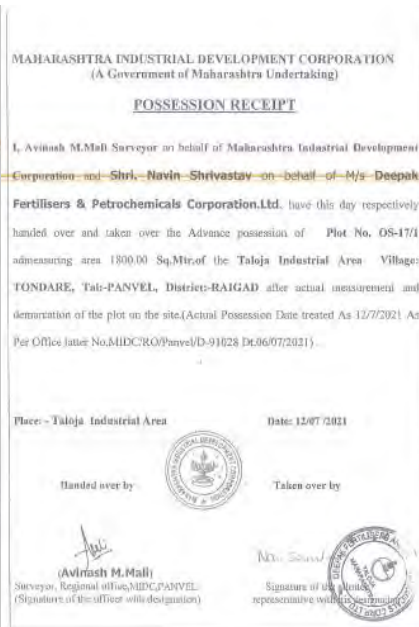 MAHARASHTRA INDUSTRIAL DEVELOPMENT CORPORATION
(A Government of Maharashtra Undertaking)
POSSESSION RECEIPT
I, Avinash M.Mali Surveyor on behalf of Maharashtra Industrial Development
Corporation and Shri. Navin Shrivastav on behalf of M/s Deepak
Fertilisers & Petrochemicals Corporation.Ltd. have this day respectively
handed over and taken over the Advance possession of Plot No. OS-17/1
admeasuring area 1800.00 Sq.Mtr.of the Taloja Industrial Area Village:
TONDARE, Tal:-PANVEL, District:-RAIGAD after actual measurement and
demarcation of the plot on the site.(Actual Possession Date treated As 12/7/2021 As
Per Office latter No.MIDC/RO/Panvel/D-91028 Dt.06/07/2021)
Place: - Taloja Industrial Area Date: 12/07/2021
Handed over by Taken over by
(Avinash M.Mali)
Surveyor, Regional office,MIDC,PANVEL. Signature of the
(Signature of the officer with designation) representative with